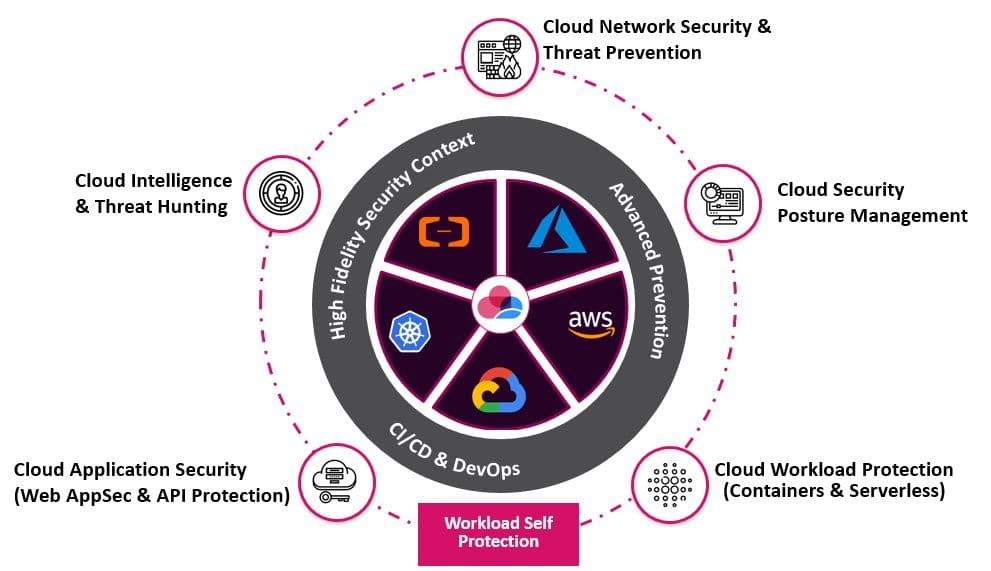 Cloud Network Security &
Threat Prevention
Cloud Intelligence
& Threat Hunting
Cloud Security
Posture Management
High Fidelity Security Context
Advanced Prevention
aws
CI/CD & DevOps
Cloud Application Security
(Web AppSec & API Protection)
Cloud Workload Protection
(Containers & Serverless)
Workload Self
Protection